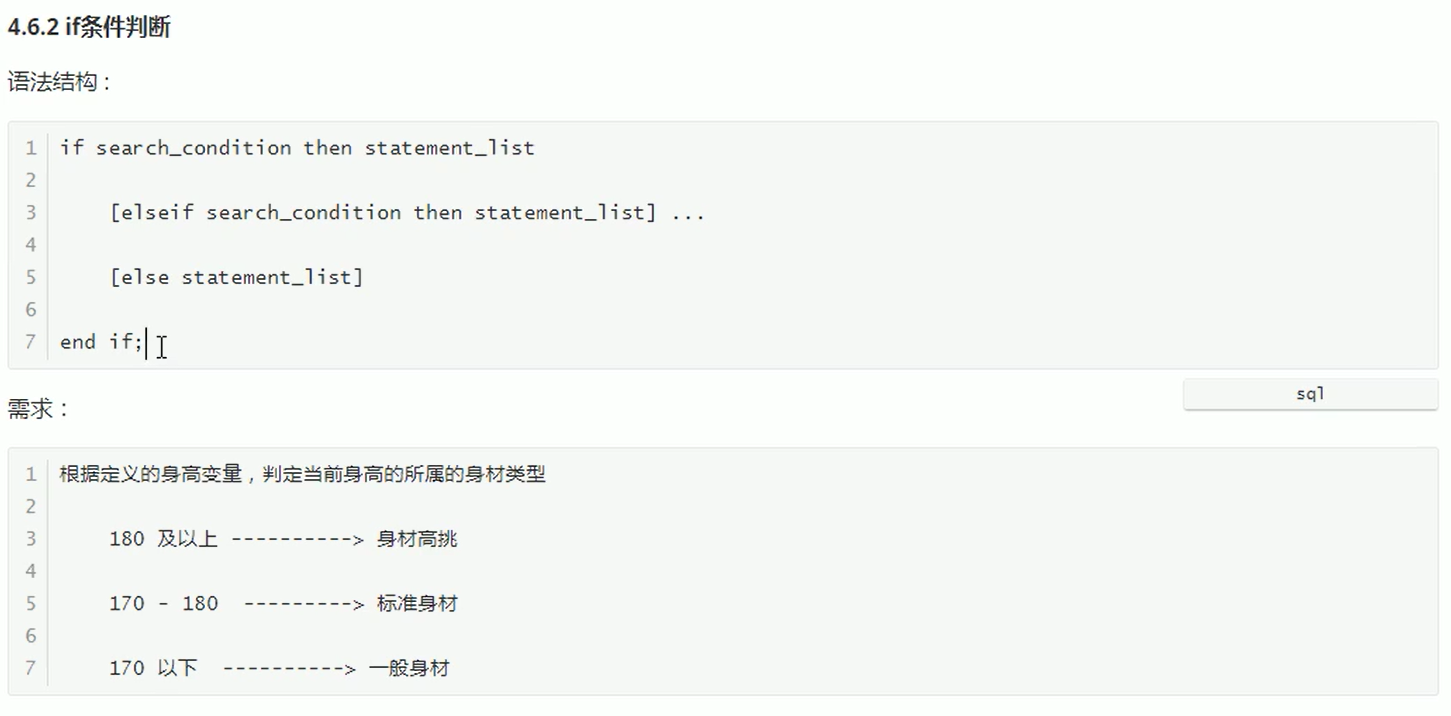 4.6.2 if条件判断
语法结构：
1 if search_condition then statement_list
2
3 [elseif search_condition then statement_list] ...
4
5 [else statement_list]
6
7 end if;
sql
需求：
1 根据定义的身高变量，判定当前身高的所属的身材类型
2
3 180 及以上 ----------> 身材高挑
4
5 170 - 180 ---------> 标准身材
6
7 170 以下 ----------> 一般身材